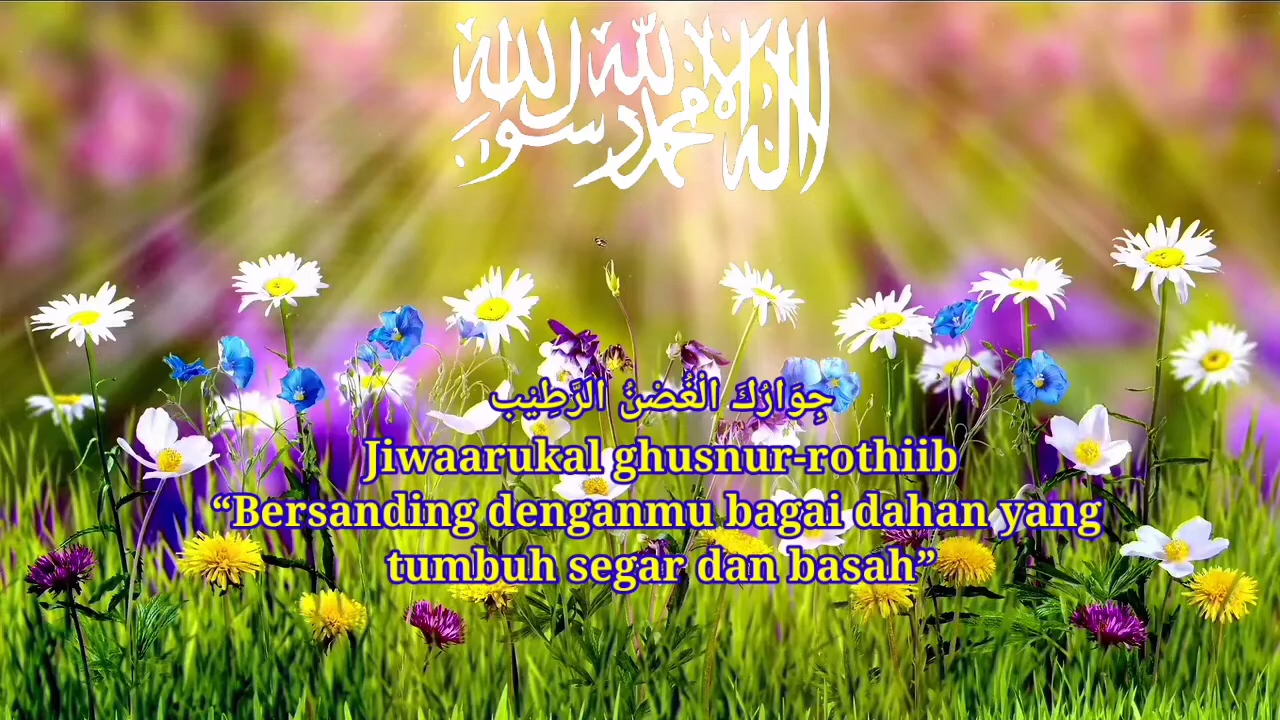 لا إله إلا الله محمد رسول الله
جِوَارُكَ الْغُصْنُ الرَّطِيْبِ
Jiwaarukal ghusnur-rothiib
“Bersanding denganmu bagai dahan yang
tumbuh segar dan basah”